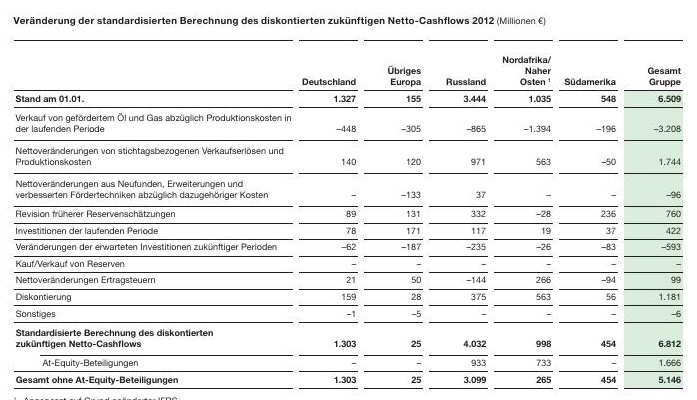 Veränderung der standardisierten Berechnung des diskontierten zukünftigen Netto-Cashflows 2012 (Millionen €)
Deutschland Übriges Europa Russland Nordafrika/ Naher Osten ¹ Südamerika Gesamt Gruppe
Stand am 01.01. 1.327 155 3.444 1.035 548 6.509
Verkauf von gefördertem Öl und Gas abzüglich Produktionskosten in
der laufenden Periode –448 –305 –865 –1.394 –196 –3.208
Nettoveränderungen von stichtagsbezogenen Verkaufserlösen und
Produktionskosten 140 120 971 563 –50 1.744
Nettoveränderungen aus Neufunden, Erweiterungen und
verbesserten Fördertechniken abzüglich dazugehöriger Kosten – –133 37 – – –96
Revision früherer Reservenschätzungen 89 131 332 –28 236 760
Investitionen der laufenden Periode 78 171 117 19 37 422
Veränderungen der erwarteten Investitionen zukünftiger Perioden –62 –187 –235 –26 –83 –593
Kauf/Verkauf von Reserven – – – – – –
Nettoveränderungen Ertragsteuern 21 50 –144 266 –94 99
Diskontierung 159 28 375 563 56 1.181
Sonstiges –1 –5 – – – –6
Standardisierte Berechnung des diskontierten
zukünftigen Netto-Cashflows 1.303 25 4.032 998 454 6.812
At-Equity-Beteiligungen – – 933 733 – 1.666
Gesamt ohne At-Equity-Beteiligungen 1.303 25 3.099 265 454 5.146